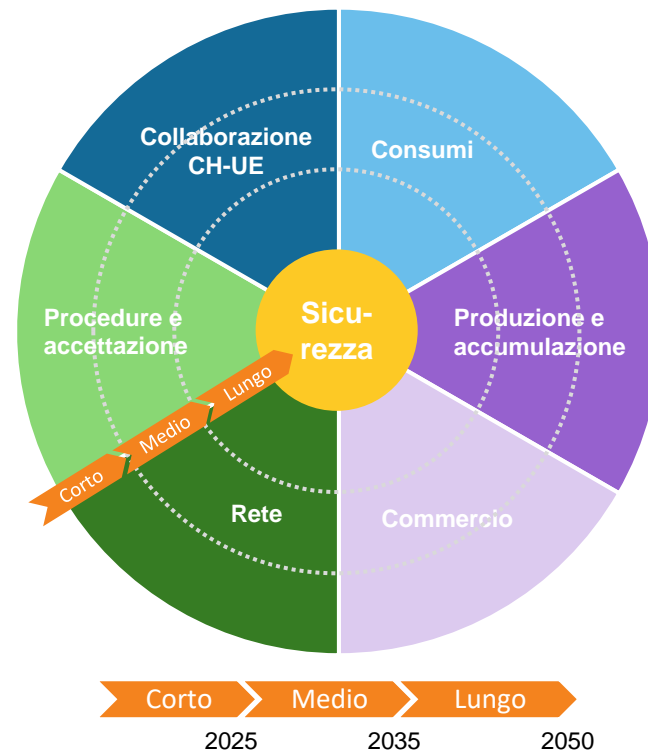 Collaborazione
CH-UE
Consumi
Procedure e
accettazione
Sicu-
rezza
Produzione e
accumulazione
Lungo
Medio
Corto
Rete
Commercio
Corto Medio Lungo
2025 2035 2050